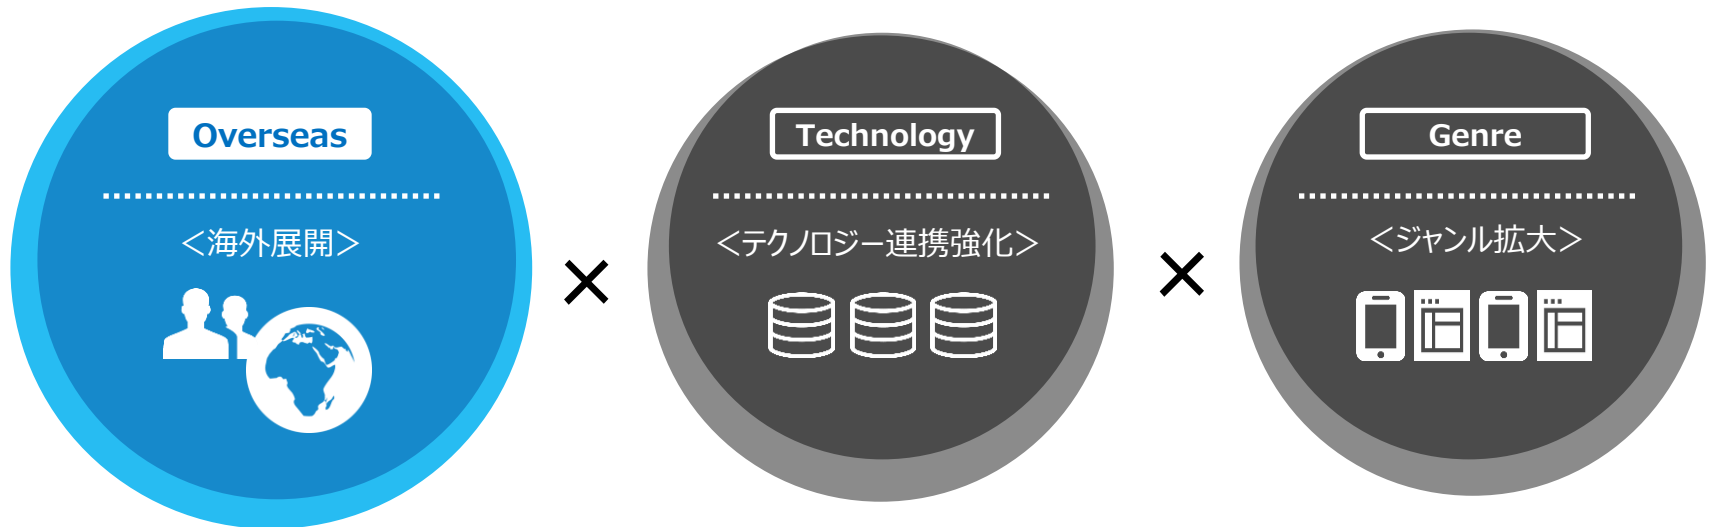 Overseas
<海外展開>
×
Technology
<テクノロジー連携強化>
×
Genre
<ジャンル拡大>